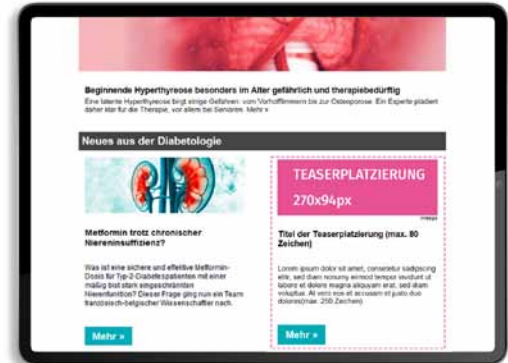 Beginnende Hyperthyreose besonders im Alter gefährlich und therapiebedürftig
Eine latente Hyperthyreose birgt einige Gefahren: vom Vorhofflimmern bis zur Osteoporose. Ein Experte plädiert
daher klar für die Therapie, vor allem bei Senioren. Mehr »
Neues aus der Diabetologie
Metformin trotz chronischer
Niereninsuffizienz?
Was ist eine sichere und effektive Metformin-
Dosis für Typ-2-Diabetespatienten mit einer
mäßig bist stark eingeschränkten
Nierenfunktion? Dieser Frage ging nun ein Team
französisch-belgischer Wissenschaftler nach.
Mehr »
TEASERPLATZIERUNG
270x94px
Titel der Teaserplatzierung (max. 80
Zeichen)
Lorem ipsum dolor sit amet, consetetur sadipscing
elitr, sed diam nonumy eirmod tempor invidunt ut
labore et dolore magna aliquyam erat, sed diam
voluptua. At vero eos et accusam et justo duo
dolores(max. 250 Zeichen)
Mehr »